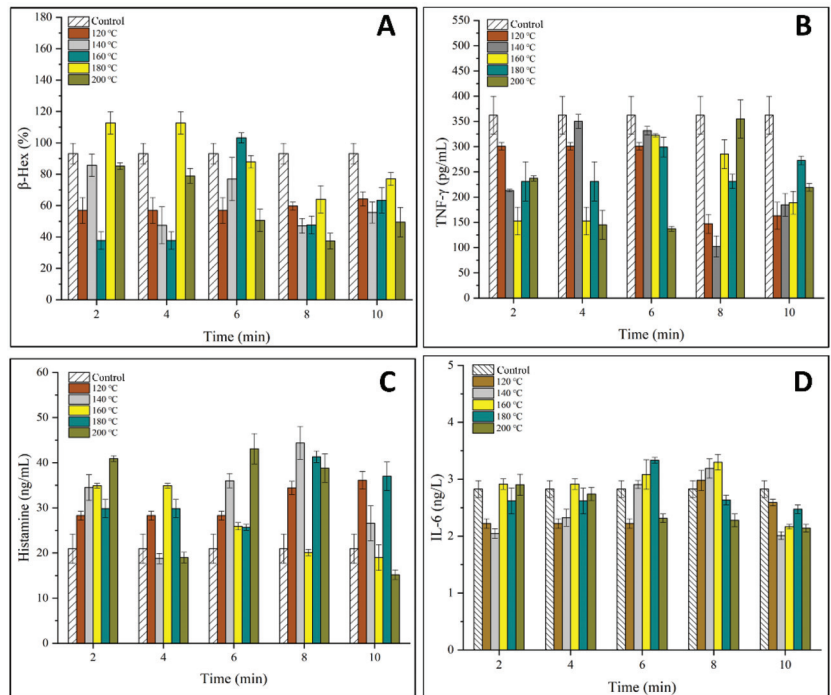 A
Control
120 ℃
140 ℃
160 ℃
180 ℃
200 ℃
β-Hex (%)
180
160
140
120
100
80
60
40
20
0
2 4 6 8 10
Time (min)
B
Control
120 ℃
140 ℃
160 ℃
180 ℃
200 ℃
TNF-γ (pg/mL)
550
500
450
400
350
300
250
200
150
100
50
0
2 4 6 8 10
Time (min)
C
Control
120 ℃
140 ℃
160 ℃
180 ℃
200 ℃
Histamine (ng/mL)
60
50
40
30
20
10
0
2 4 6 8 10
Time (min)
D
Control
120 ℃
140 ℃
160 ℃
180 ℃
200 ℃
IL-6 (ng/L)
5
4
3
2
1
0
2 4 6 8 10
Time (min)